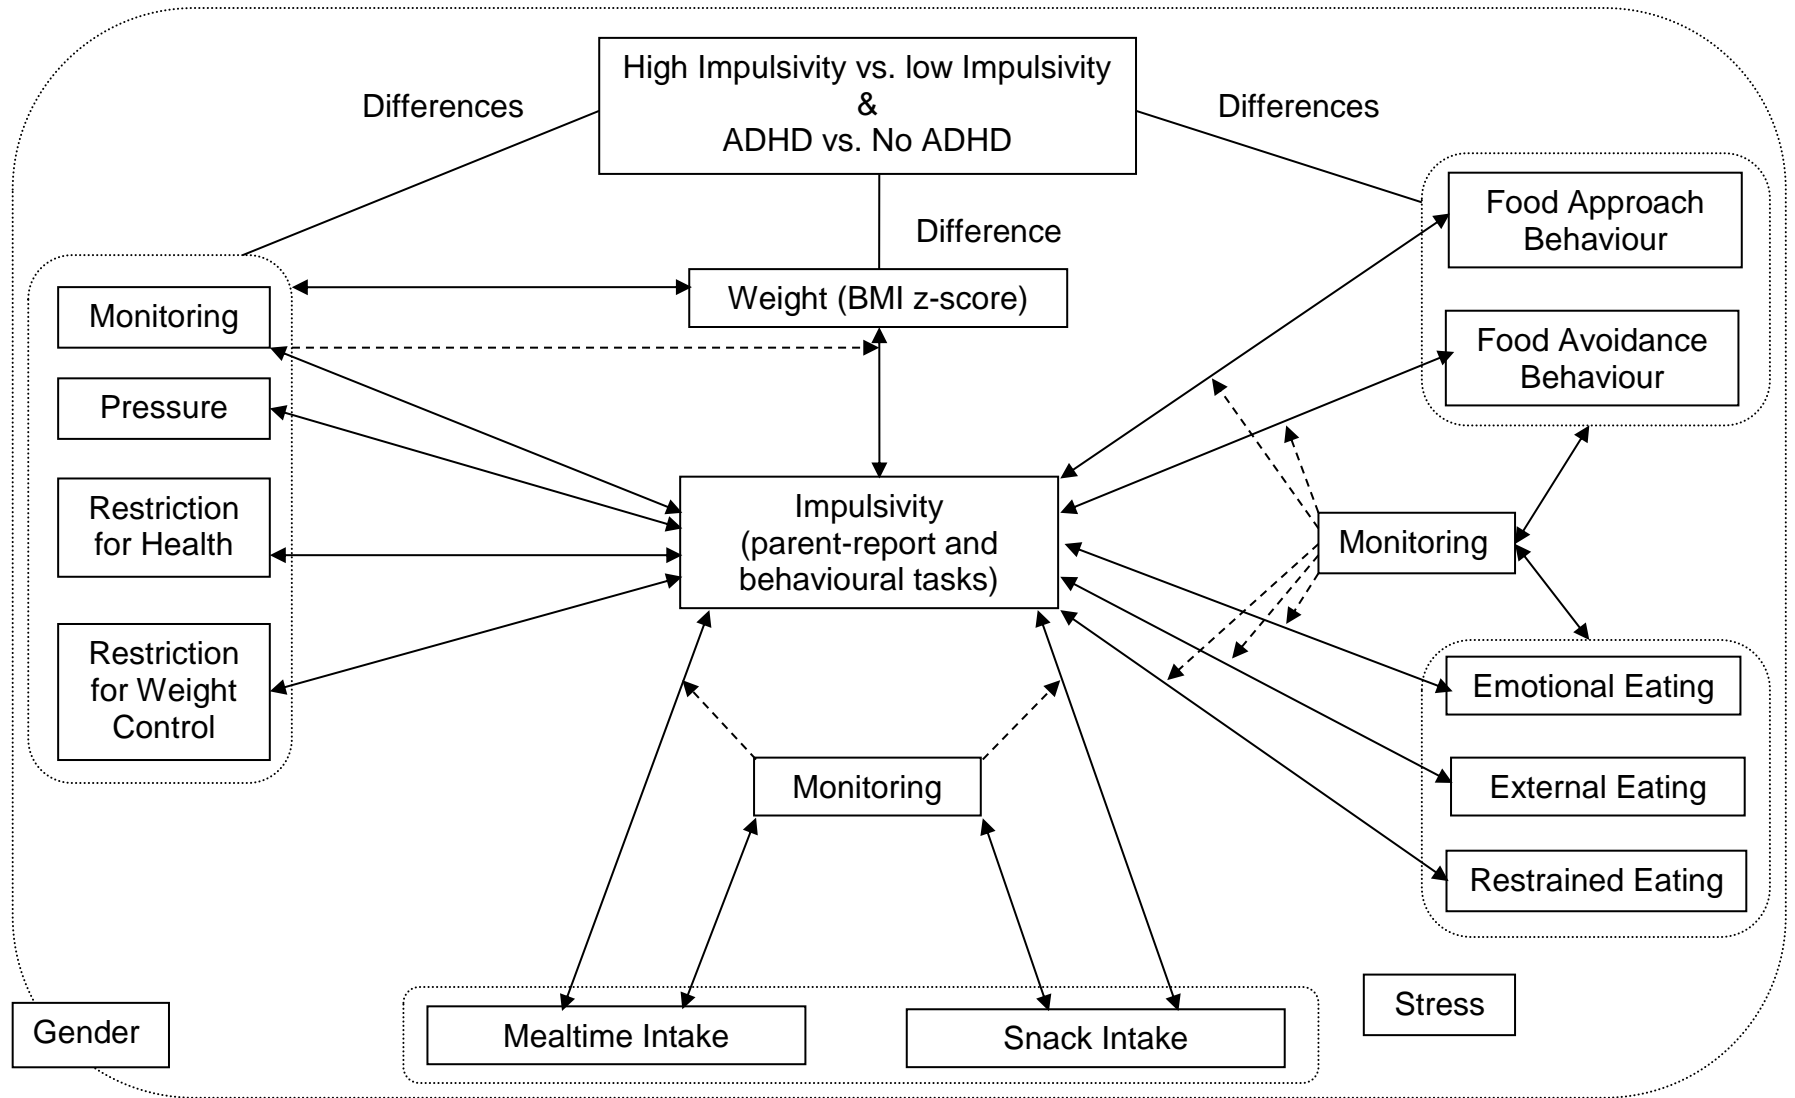 High Impulsivity vs. low Impulsivity
&
ADHD vs. No ADHD
Differences
Differences
Difference
Food Approach
Behaviour
Food Avoidance
Behaviour
Weight (BMI z-score)
Monitoring
Pressure
Restriction
for Health
Restriction
for Weight
Control
Impulsivity
(parent-report and
behavioural tasks)
Monitoring
Emotional Eating
External Eating
Restrained Eating
Monitoring
Mealtime Intake
Snack Intake
Stress
Gender